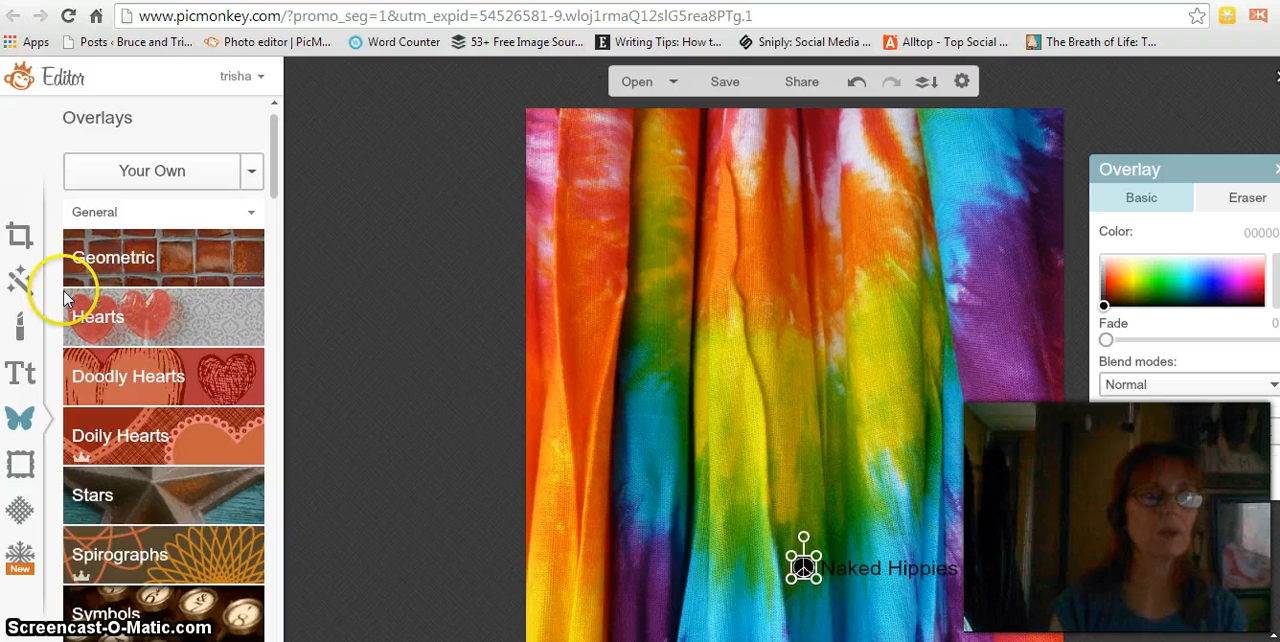 www.picmonkey.com/?promo_seg=1&utm_expid=54526581-9.wloj1rmaQ12slG5rea8PTg.1
Apps Posts ‹ Bruce and Tri... Photo editor | PicM... Word Counter 53+ Free Image Sour... Writing Tips: How t... Sniply: Social Media ... Alltop - Top Social ... The Breath of Life: T...
Editor trisha
Open Save Share
Overlays
Your Own
General
Geometric
Hearts
Doodly Hearts
Doily Hearts
Stars
Spirographs
Symbols
New
Overlay
Basic Eraser
Color: 00000
Fade 0
Blend modes:
Normal
Naked Hippies
Screencast-O-Matic.com